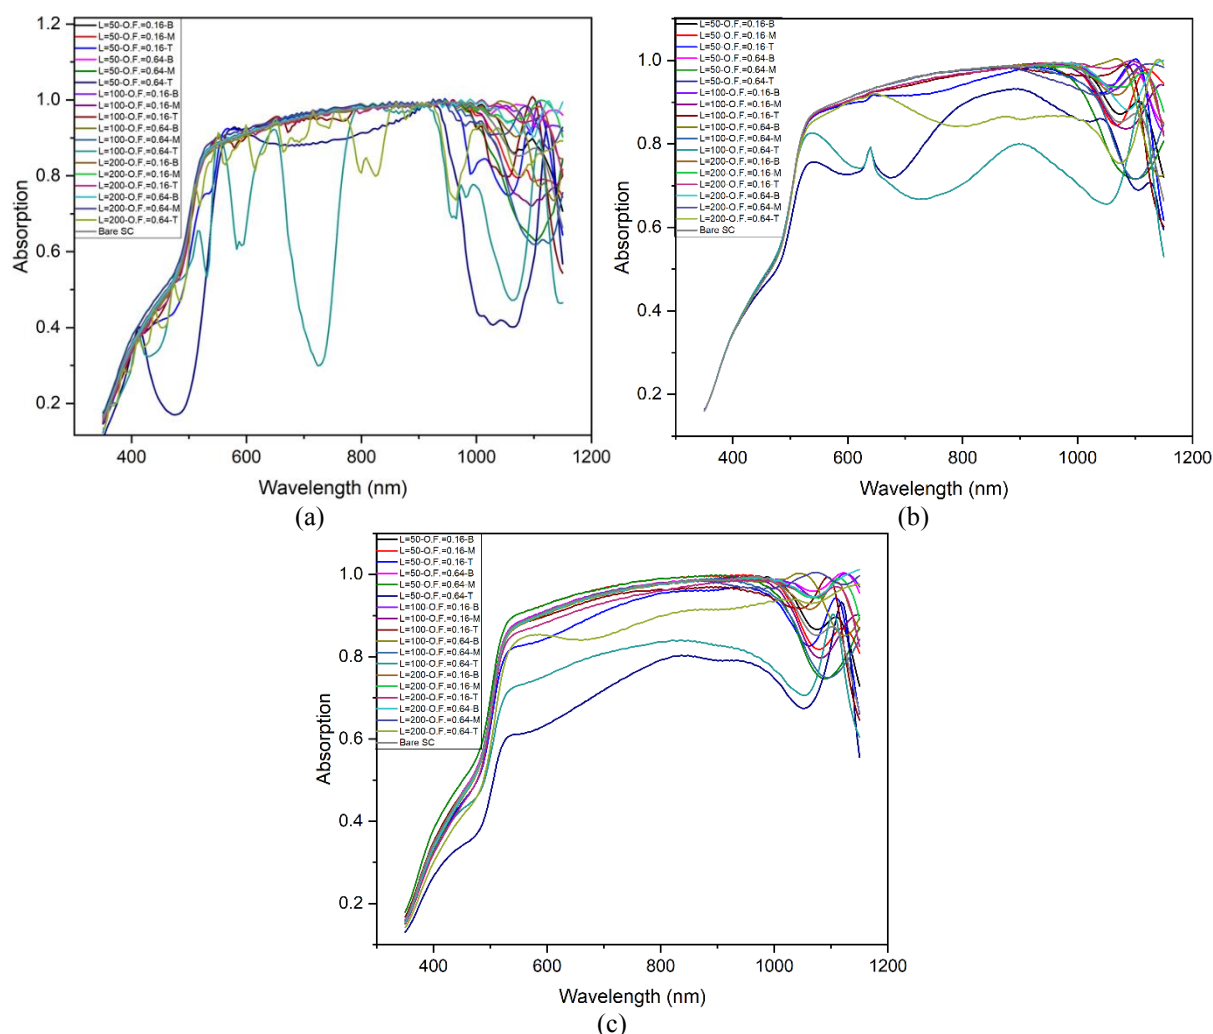 1.2
1.0
0.8
0.6
0.4
0.2
Absorption
L=50-O.F.=0.16-B
L=50-O.F.=0.16-M
L=50-O.F.=0.16-T
L=50-O.F.=0.64-B
L=50-O.F.=0.64-M
L=50-O.F.=0.64-T
L=100-O.F.=0.16-B
L=100-O.F.=0.16-M
L=100-O.F.=0.16-T
L=100-O.F.=0.64-B
L=100-O.F.=0.64-M
L=100-O.F.=0.64-T
L=200-O.F.=0.16-B
L=200-O.F.=0.16-M
L=200-O.F.=0.16-T
L=200-O.F.=0.64-B
L=200-O.F.=0.64-M
L=200-O.F.=0.64-T
Bare SC
400 600 800 1000 1200
Wavelength (nm)
(a)
1.0
0.8
0.6
0.4
0.2
Absorption
L=50-O.F.=0.16-B
L=50-O.F.=0.16-M
L=50-O.F.=0.16-T
L=50-O.F.=0.64-B
L=50-O.F.=0.64-M
L=50-O.F.=0.64-T
L=100-O.F.=0.16-B
L=100-O.F.=0.16-M
L=100-O.F.=0.16-T
L=100-O.F.=0.64-B
L=100-O.F.=0.64-M
L=100-O.F.=0.64-T
L=200-O.F.=0.16-B
L=200-O.F.=0.16-M
L=200-O.F.=0.16-T
L=200-O.F.=0.64-B
L=200-O.F.=0.64-M
L=200-O.F.=0.64-T
Bare SC
400 600 800 1000 1200
Wavelength (nm)
(b)
1.0
0.8
0.6
0.4
0.2
Absorption
L=50-O.F.=0.16-B
L=50-O.F.=0.16-M
L=50-O.F.=0.16-T
L=50-O.F.=0.64-B
L=50-O.F.=0.64-M
L=50-O.F.=0.64-T
L=100-O.F.=0.16-B
L=100-O.F.=0.16-M
L=100-O.F.=0.16-T
L=100-O.F.=0.64-B
L=100-O.F.=0.64-M
L=100-O.F.=0.64-T
L=200-O.F.=0.16-B
L=200-O.F.=0.16-M
L=200-O.F.=0.16-T
L=200-O.F.=0.64-B
L=200-O.F.=0.64-M
L=200-O.F.=0.64-T
Bare SC
400 600 800 1000 1200
Wavelength (nm)
(c)